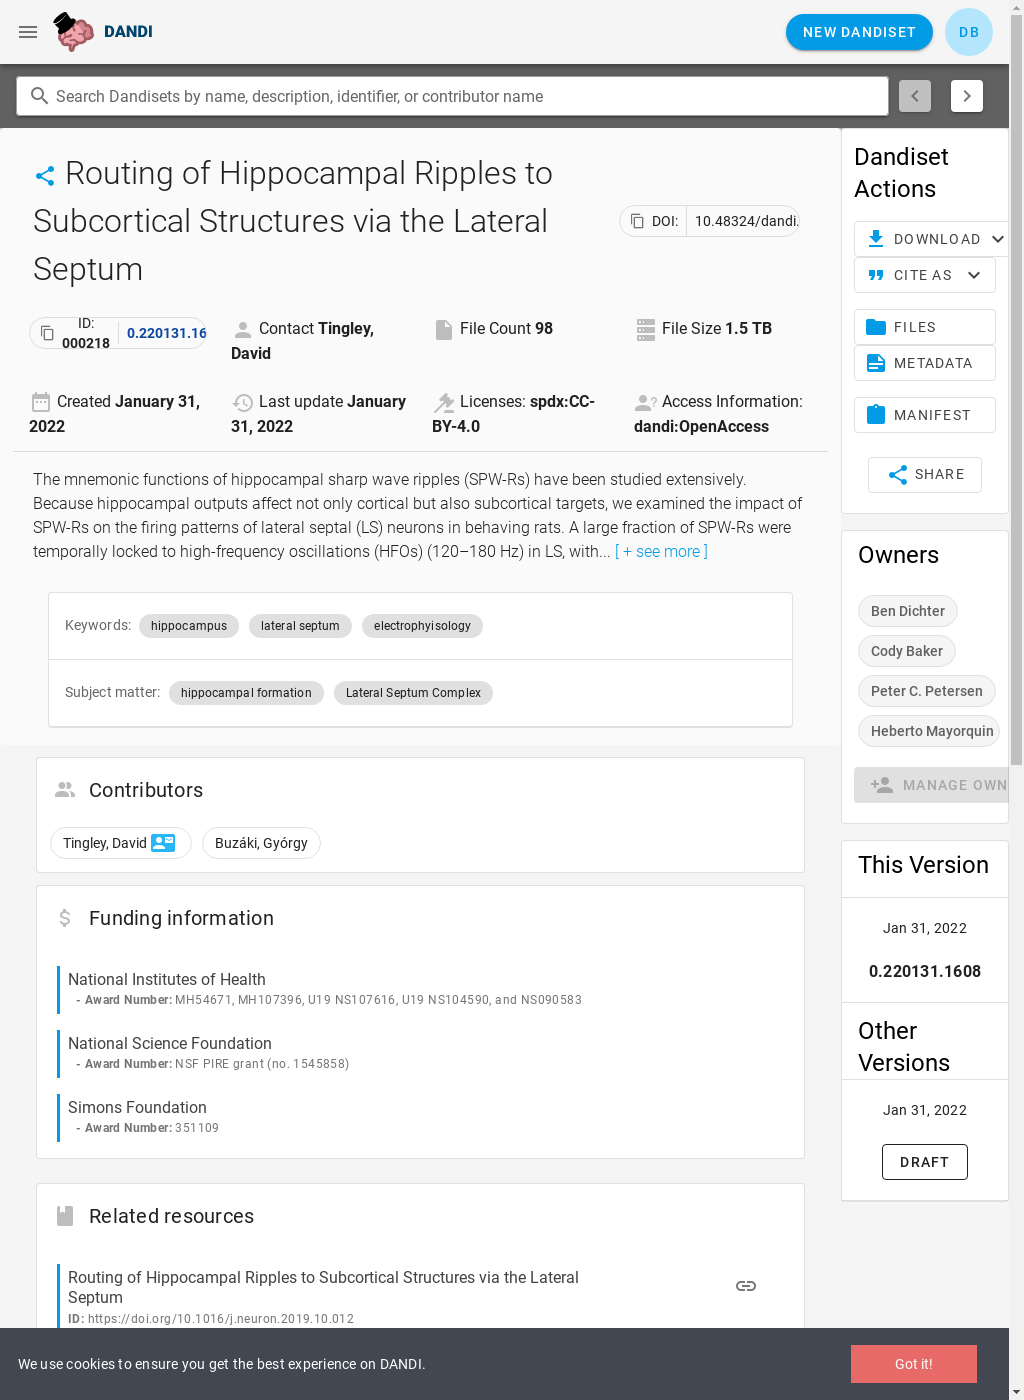 DANDI
NEW DANDISET
DB
Search Dandisets by name, description, identifier, or contributor name
Routing of Hippocampal Ripples to
Subcortical Structures via the Lateral
Septum
DOI: 10.48324/dandi.
ID:
000218
0.220131.16
Contact Tingley,
David
File Count 98
File Size 1.5 TB
Created January 31,
2022
Last update January
31, 2022
Licenses: spdx:CC-
BY-4.0
Access Information:
dandi:OpenAccess
The mnemonic functions of hippocampal sharp wave ripples (SPW-Rs) have been studied extensively.
Because hippocampal outputs affect not only cortical but also subcortical targets, we examined the impact of
SPW-Rs on the firing patterns of lateral septal (LS) neurons in behaving rats. A large fraction of SPW-Rs were
temporally locked to high-frequency oscillations (HFOs) (120–180 Hz) in LS, with... [ + see more ]
Keywords: hippocampus lateral septum electrophyisology
Subject matter: hippocampal formation Lateral Septum Complex
Contributors
Tingley, David
Buzáki, Gyórgy
Funding information
National Institutes of Health
- Award Number: MH54671, MH107396, U19 NS107616, U19 NS104590, and NS090583
National Science Foundation
- Award Number: NSF PIRE grant (no. 1545858)
Simons Foundation
- Award Number: 351109
Related resources
Routing of Hippocampal Ripples to Subcortical Structures via the Lateral
Septum
ID: https://doi.org/10.1016/j.neuron.2019.10.012
Dandiset
Actions
DOWNLOAD
CITE AS
FILES
METADATA
MANIFEST
SHARE
Owners
Ben Dichter
Cody Baker
Peter C. Petersen
Heberto Mayorquin
MANAGE OWN
This Version
Jan 31, 2022
0.220131.1608
Other
Versions
Jan 31, 2022
DRAFT
We use cookies to ensure you get the best experience on DANDI.
Got it!